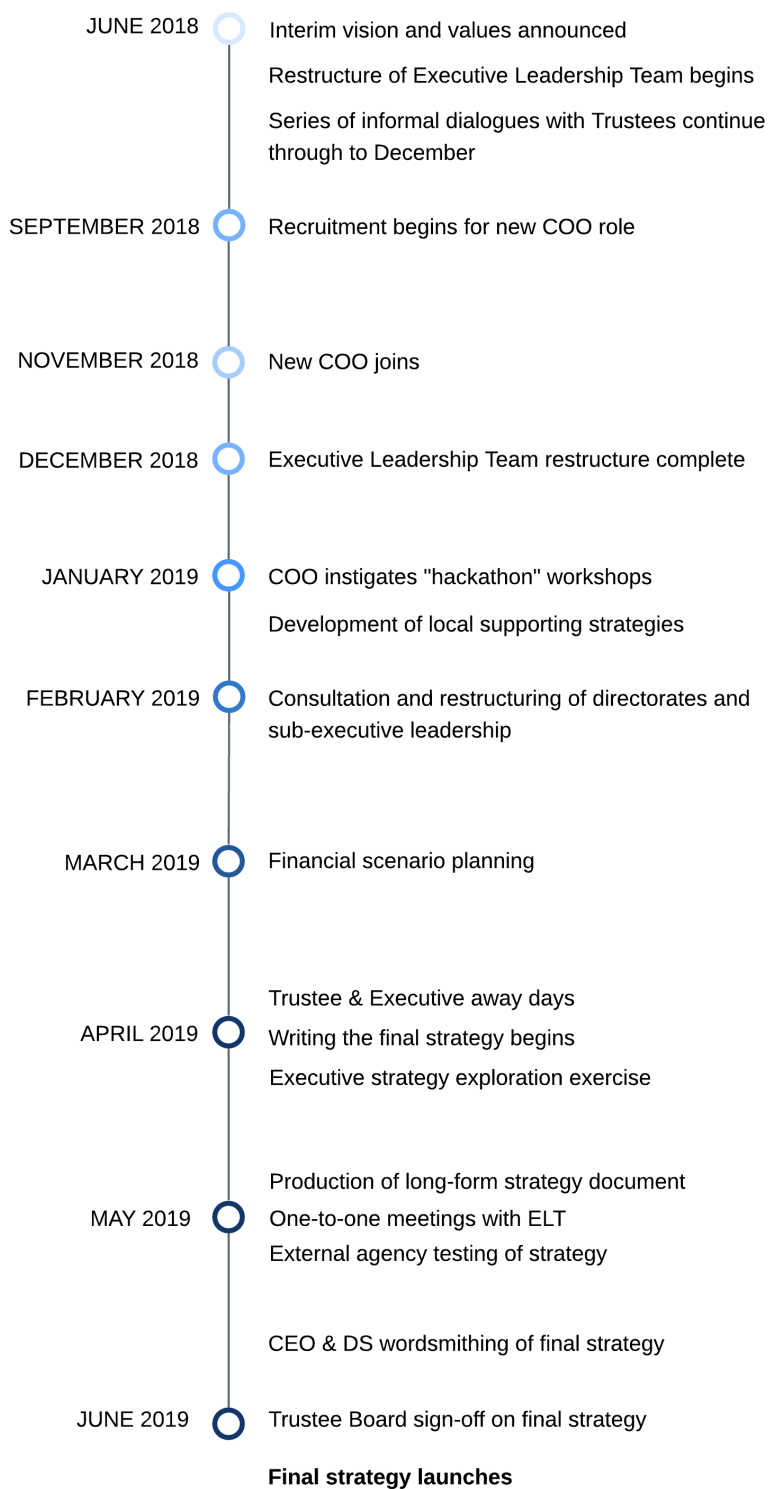 JUNE 2018
Interim vision and values announced
Restructure of Executive Leadership Team begins
Series of informal dialogues with Trustees continue
through to December
SEPTEMBER 2018
Recruitment begins for new COO role
NOVEMBER 2018
New COO joins
DECEMBER 2018
Executive Leadership Team restructure complete
JANUARY 2019
COO instigates "hackathon" workshops
Development of local supporting strategies
FEBRUARY 2019
Consultation and restructuring of directorates and
sub-executive leadership
MARCH 2019
Financial scenario planning
APRIL 2019
Trustee & Executive away days
Writing the final strategy begins
Executive strategy exploration exercise
MAY 2019
Production of long-form strategy document
One-to-one meetings with ELT
External agency testing of strategy
CEO & DS wordsmithing of final strategy
JUNE 2019
Trustee Board sign-off on final strategy
Final strategy launches